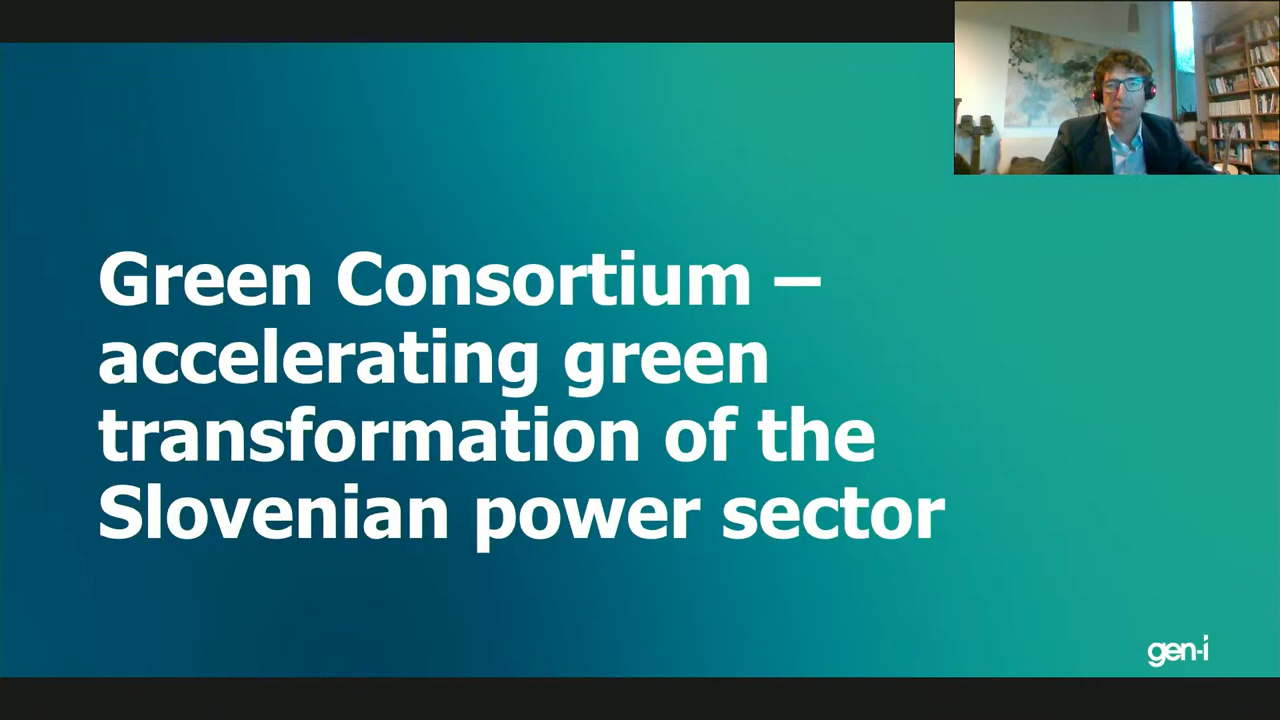 Green Consortium –
accelerating green
transformation of the
Slovenian power sector
gen-i